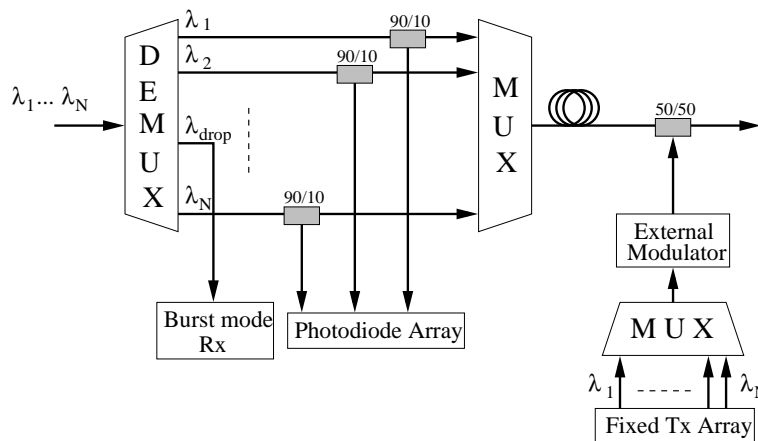 λ1... λN
D E M U X
λ1
λ2
λdrop
λN
90/10
90/10
90/10
M U X
50/50
Burst mode
Rx
Photodiode Array
External
Modulator
M U X
λ1
λN
Fixed Tx Array